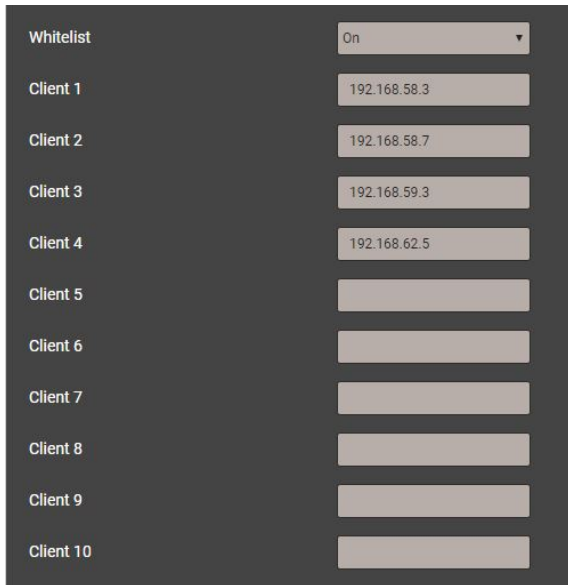 Whitelist On
Client 1 192.168.58.3
Client 2 192.168.58.7
Client 3 192.168.59.3
Client 4 192.168.62.5
Client 5
Client 6
Client 7
Client 8
Client 9
Client 10